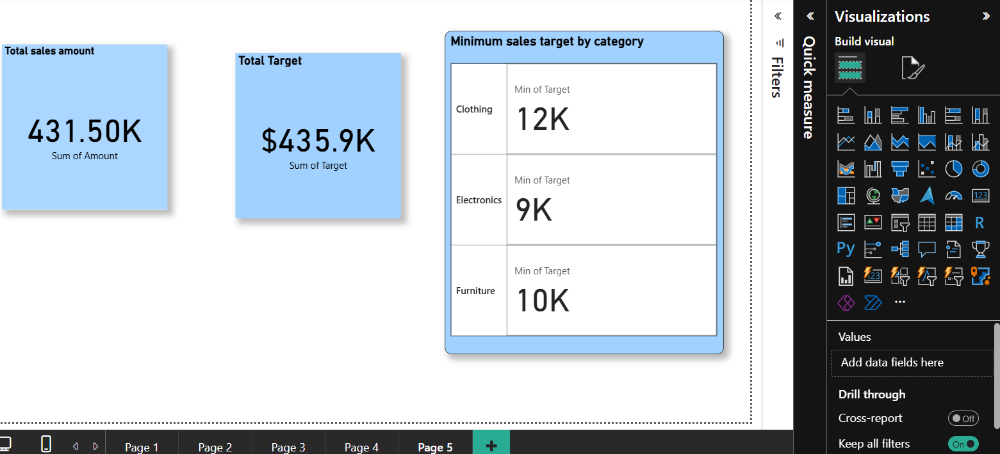 Total sales amount
431.50K
Sum of Amount
Total Target
$435.9K
Sum of Target
Minimum sales target by category
Clothing
Min of Target
12K
Electronics
Min of Target
9K
Furniture
Min of Target
10K
Filters
Quick measure
Visualizations
Build visual
123
R
Py
123
Values
Add data fields here
Drill through
Cross-report
Off
Keep all filters
On
Page 1
Page 2
Page 3
Page 4
Page 5
+